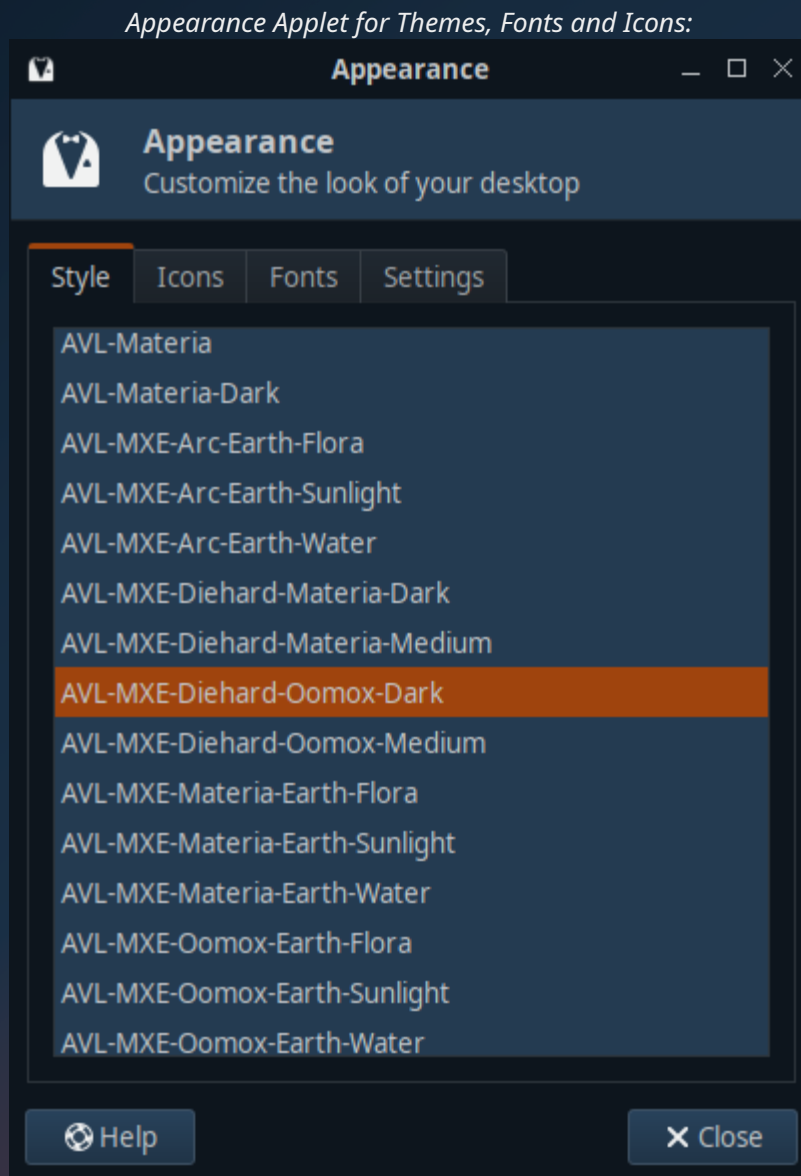 Appearance Applet for Themes, Fonts and Icons:
Appearance
Appearance
Customize the look of your desktop
Style Icons Fonts Settings
AVL-Materia
AVL-Materia-Dark
AVL-MXE-Arc-Earth-Flora
AVL-MXE-Arc-Earth-Sunlight
AVL-MXE-Arc-Earth-Water
AVL-MXE-Diehard-Materia-Dark
AVL-MXE-Diehard-Materia-Medium
AVL-MXE-Diehard-Oomox-Dark
AVL-MXE-Diehard-Oomox-Medium
AVL-MXE-Materia-Earth-Flora
AVL-MXE-Materia-Earth-Sunlight
AVL-MXE-Materia-Earth-Water
AVL-MXE-Oomox-Earth-Flora
AVL-MXE-Oomox-Earth-Sunlight
AVL-MXE-Oomox-Earth-Water
Help Close